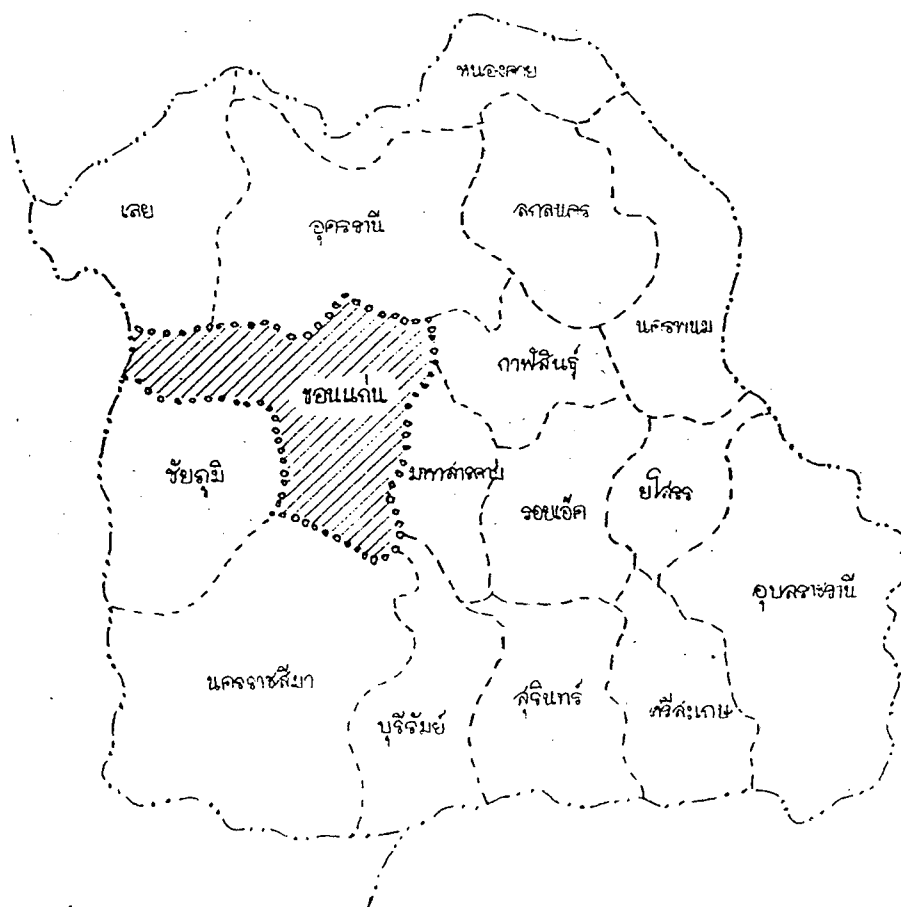 หนองคาย
เลย
อุดรธานี
สกลนคร
นครพนม
กาฬสินธุ์
ขอนแก่น
ชัยภูมิ
มหาสารคาม
ร้อยเอ็ด
ยโสธร
อุบลราชธานี
นครราชสีมา
บุรีรัมย์
สุรินทร์
ศรีสะเกษ